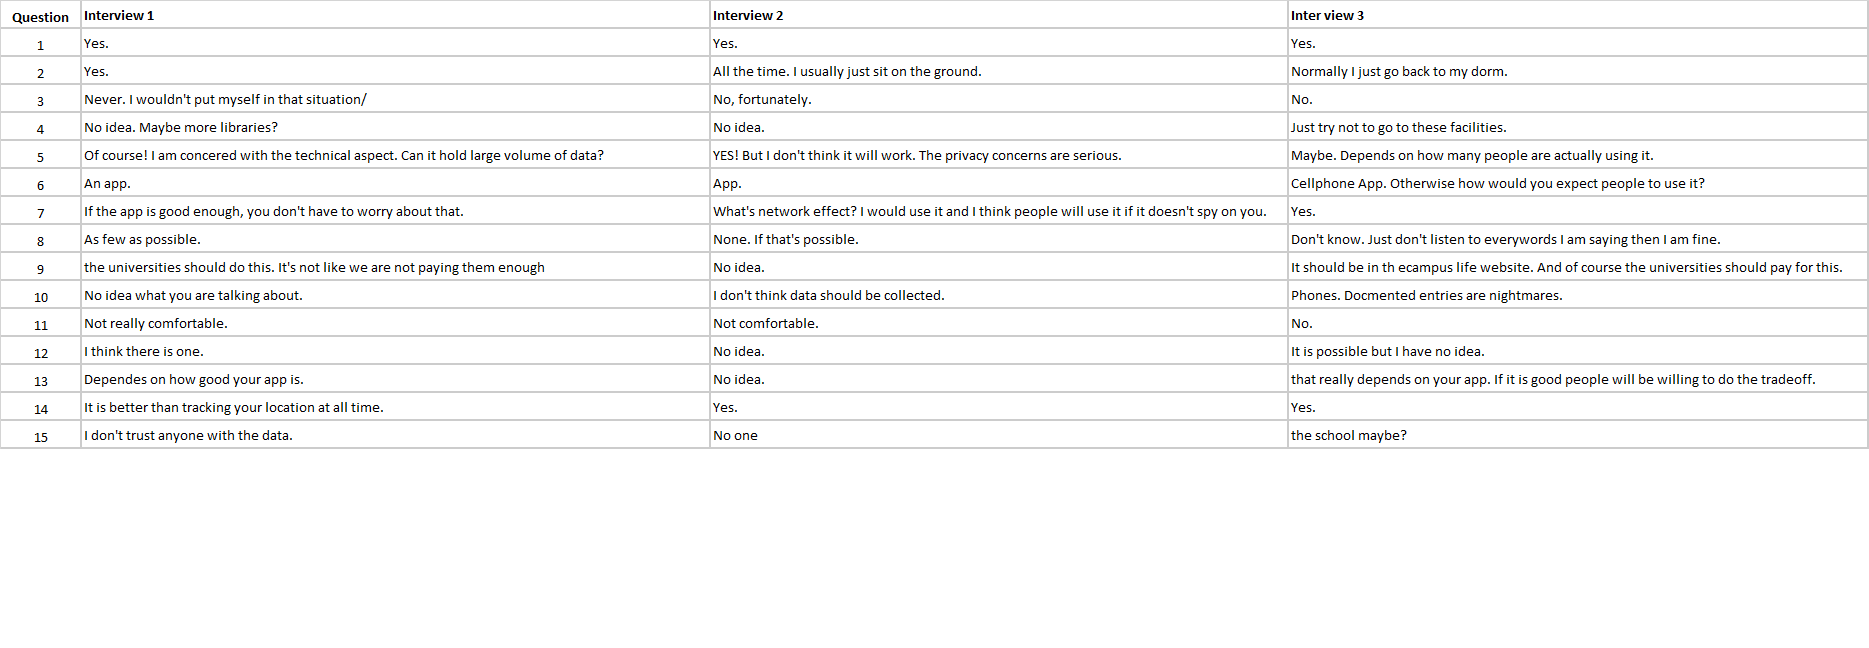 Question Interview 1 Interview 2 Inter view 3
1 Yes. Yes. Yes.
2 Yes. All the time. I usually just sit on the ground. Normally I just go back to my dorm.
3 Never. I wouldn't put myself in that situation/ No, fortunately. No.
4 No idea. Maybe more libraries? No idea. Just try not to go to these facilities.
5 Of course! I am concered with the technical aspect. Can it hold large volume of data? YES! But I don't think it will work. The privacy concerns are serious. Maybe. Depends on how many people are actually using it.
6 An app. App. Cellphone App. Otherwise how would you expect people to use it?
7 If the app is good enough, you don't have to worry about that. What's network effect? I would use it and I think people will use it if it doesn't spy on you. Yes.
8 As few as possible. None. If that's possible. Don't know. Just don't listen to everywords I am saying then I am fine.
9 the universities should do this. It's not like we are not paying them enough No idea. It should be in th ecampus life website. And of course the universities should pay for this.
10 No idea what you are talking about. I don't think data should be collected. Phones. Docmented entries are nightmares.
11 Not really comfortable. Not comfortable. No.
12 I think there is one. No idea. It is possible but I have no idea.
13 Dependes on how good your app is. No idea. that really depends on your app. If it is good people will be willing to do the tradeoff.
14 It is better than tracking your location at all time. Yes. Yes.
15 I don't trust anyone with the data. No one the school maybe?